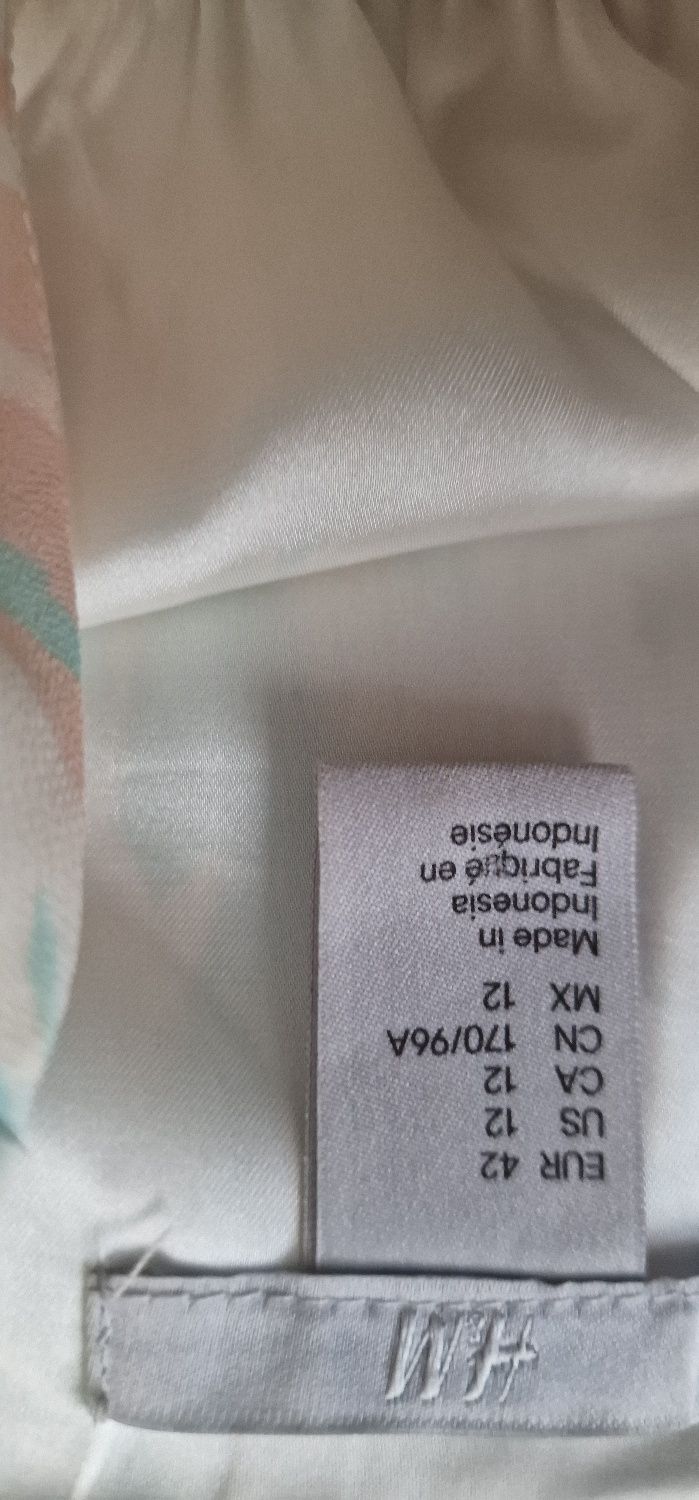 H&M
EUR 42
US 12
CA 12
CN 170/96A
MX 12
Made in
Indonesia
Fabriqué en
Indonésie